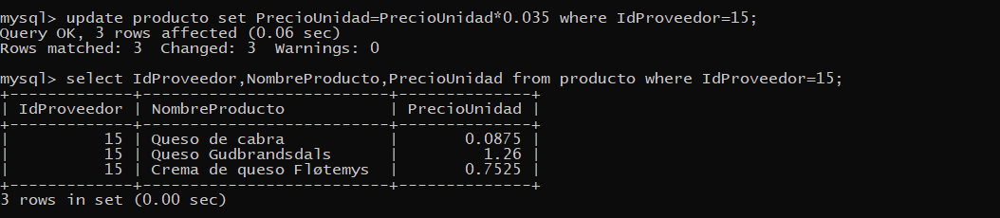 mysql> update producto set PrecioUnidad=PrecioUnidad*0.035 where IdProveedor=15;
Query OK, 3 rows affected (0.06 sec)
Rows matched: 3  Changed: 3  Warnings: 0

mysql> select IdProveedor,NombreProducto,PrecioUnidad from producto where IdProveedor=15;
+-------------+--------------------------+--------------+
| IdProveedor | NombreProducto           | PrecioUnidad |
+-------------+--------------------------+--------------+
|          15 | Queso de cabra           |       0.0875 |
|          15 | Queso Gudbrandsdals      |         1.26 |
|          15 | Crema de queso Fløtemys  |       0.7525 |
+-------------+--------------------------+--------------+
3 rows in set (0.00 sec)